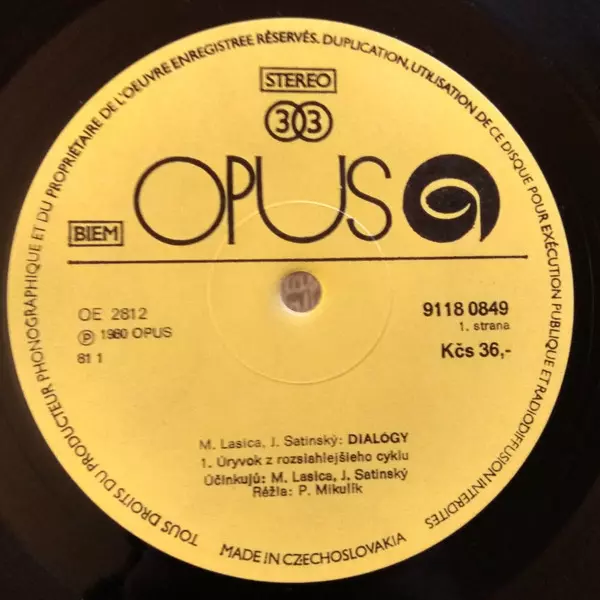 TOUS DROITS DU PRODUCTEUR PHONOGRAPHIQUE ET DU PROPRIÉTAIRE DE L'OEUVRE ENREGISTREE RÉSERVÉS. DUPLICATION, UTILISATION DE CE DISQUE POUR EXÉCUTION PUBLIQUE ET RADIODIFFUSION INTERDITES
STEREO
33
OPUS
BIEM
OE 2812
℗ 1980 OPUS
81 1
9118 0849
1. strana
Kčs 36,-
M. Lasica, J. Satinský: DIALÓGY
1. Úryvok z rozsiahlejšieho cyklu
Účinkujú: M. Lasica, J. Satinský
Réžia: P. Mikulík
MADE IN CZECHOSLOVAKIA